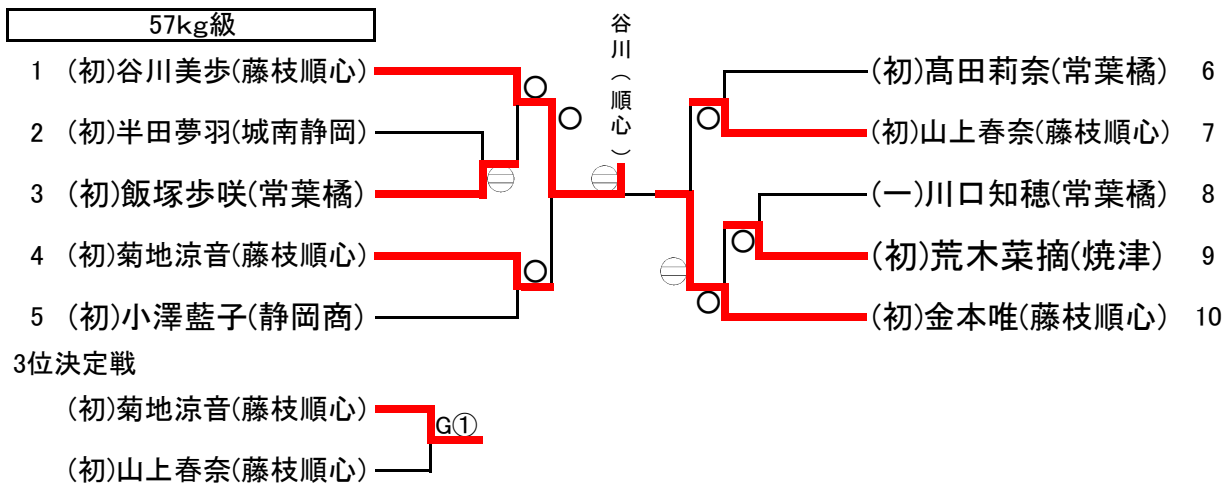 57kg級
谷川(順心)
1 (初)谷川美歩(藤枝順心)
2 (初)半田夢羽(城南静岡)
3 (初)飯塚歩咲(常葉橘)
4 (初)菊地涼音(藤枝順心)
5 (初)小澤藍子(静岡商)
(初)髙田莉奈(常葉橘) 6
(初)山上春奈(藤枝順心) 7
(一)川口知穂(常葉橘) 8
(初)荒木菜摘(焼津) 9
(初)金本唯(藤枝順心) 10
3位決定戦
(初)菊地涼音(藤枝順心)
G①
(初)山上春奈(藤枝順心)